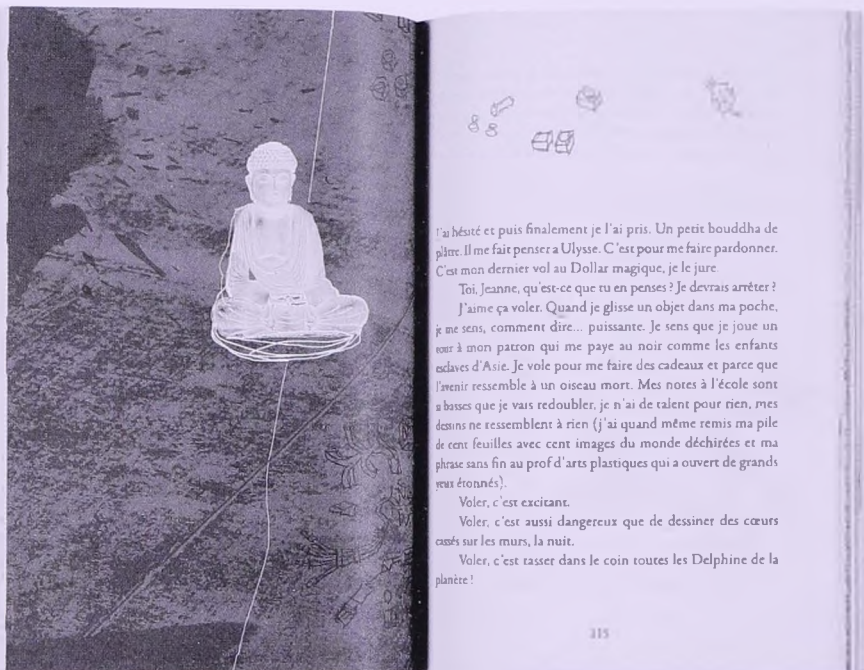 J'ai hésité et puis finalement je l'ai pris. Un petit bouddha de
plâtre. Il me fait penser a Ulysse. C'est pour me faire pardonner.
C'est mon dernier vol au Dollar magique, je le jure.
Toi, Jeanne, qu'est-ce que tu en penses ? Je devrais arrêter ?
J'aime ça voler. Quand je glisse un objet dans ma poche,
je me sens, comment dire... puissante. Je sens que je joue un
tour à mon patron qui me paye au noir comme les enfants
esclaves d'Asie. Je vole pour me faire des cadeaux et parce que
l'avenir ressemble à un oiseau mort. Mes notes à l'école sont
si basses que je vais redoubler, je n'ai de talent pour rien, mes
dessins ne ressemblent à rien (j'ai quand même remis ma pile
de cent feuilles avec cent images du monde déchirées et ma
phrase sans fin au prof d'arts plastiques qui a ouvert de grands
yeux étonnés).
Voler, c'est excitant.
Voler, c'est aussi dangereux que de dessiner des cœurs
cassés sur les murs, la nuit.
Voler, c'est tasser dans le coin toutes les Delphine de la
planète !
115